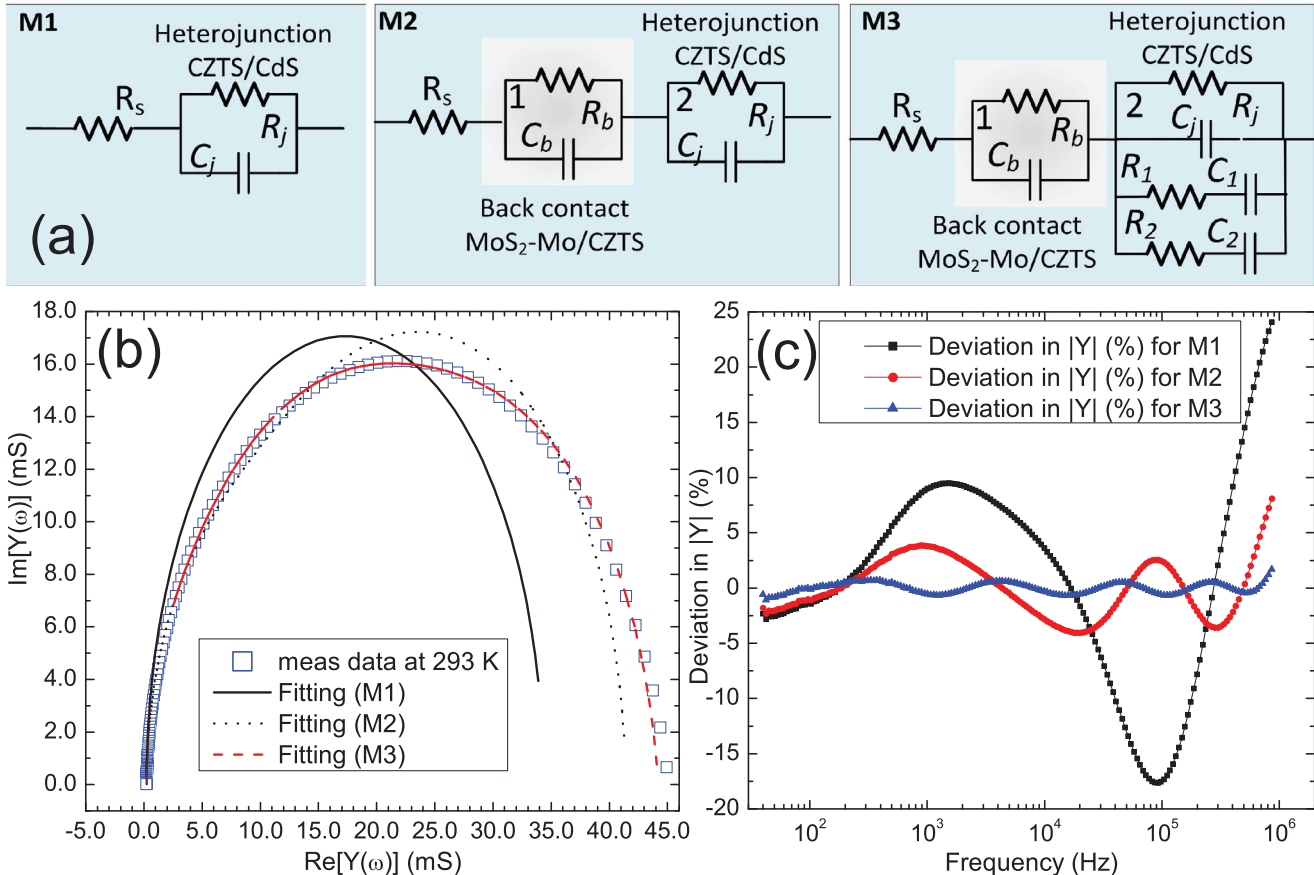 M1
Heterojunction
CZTS/CdS
Rs
Rj
Cj
(a)
M2
Heterojunction
CZTS/CdS
Rs
1
Rb
Cb
2
Rj
Cj
Back contact
MoS2-Mo/CZTS
M3
Heterojunction
CZTS/CdS
Rs
1
Rb
Cb
2
Rj
Cj
R1
C1
R2
C2
Back contact
MoS2-Mo/CZTS
(b)
18.0
16.0
14.0
12.0
10.0
8.0
6.0
4.0
2.0
0.0
Im[Y(ω)] (mS)
meas data at 293 K
Fitting (M1)
Fitting (M2)
Fitting (M3)
-5.0 0.0 5.0 10.0 15.0 20.0 25.0 30.0 35.0 40.0 45.0
Re[Y(ω)] (mS)
(c)
25
20
15
10
5
0
-5
-10
-15
-20
Deviation in |Y| (%)
Deviation in |Y| (%) for M1
Deviation in |Y| (%) for M2
Deviation in |Y| (%) for M3
10^2 10^3 10^4 10^5 10^6
Frequency (Hz)